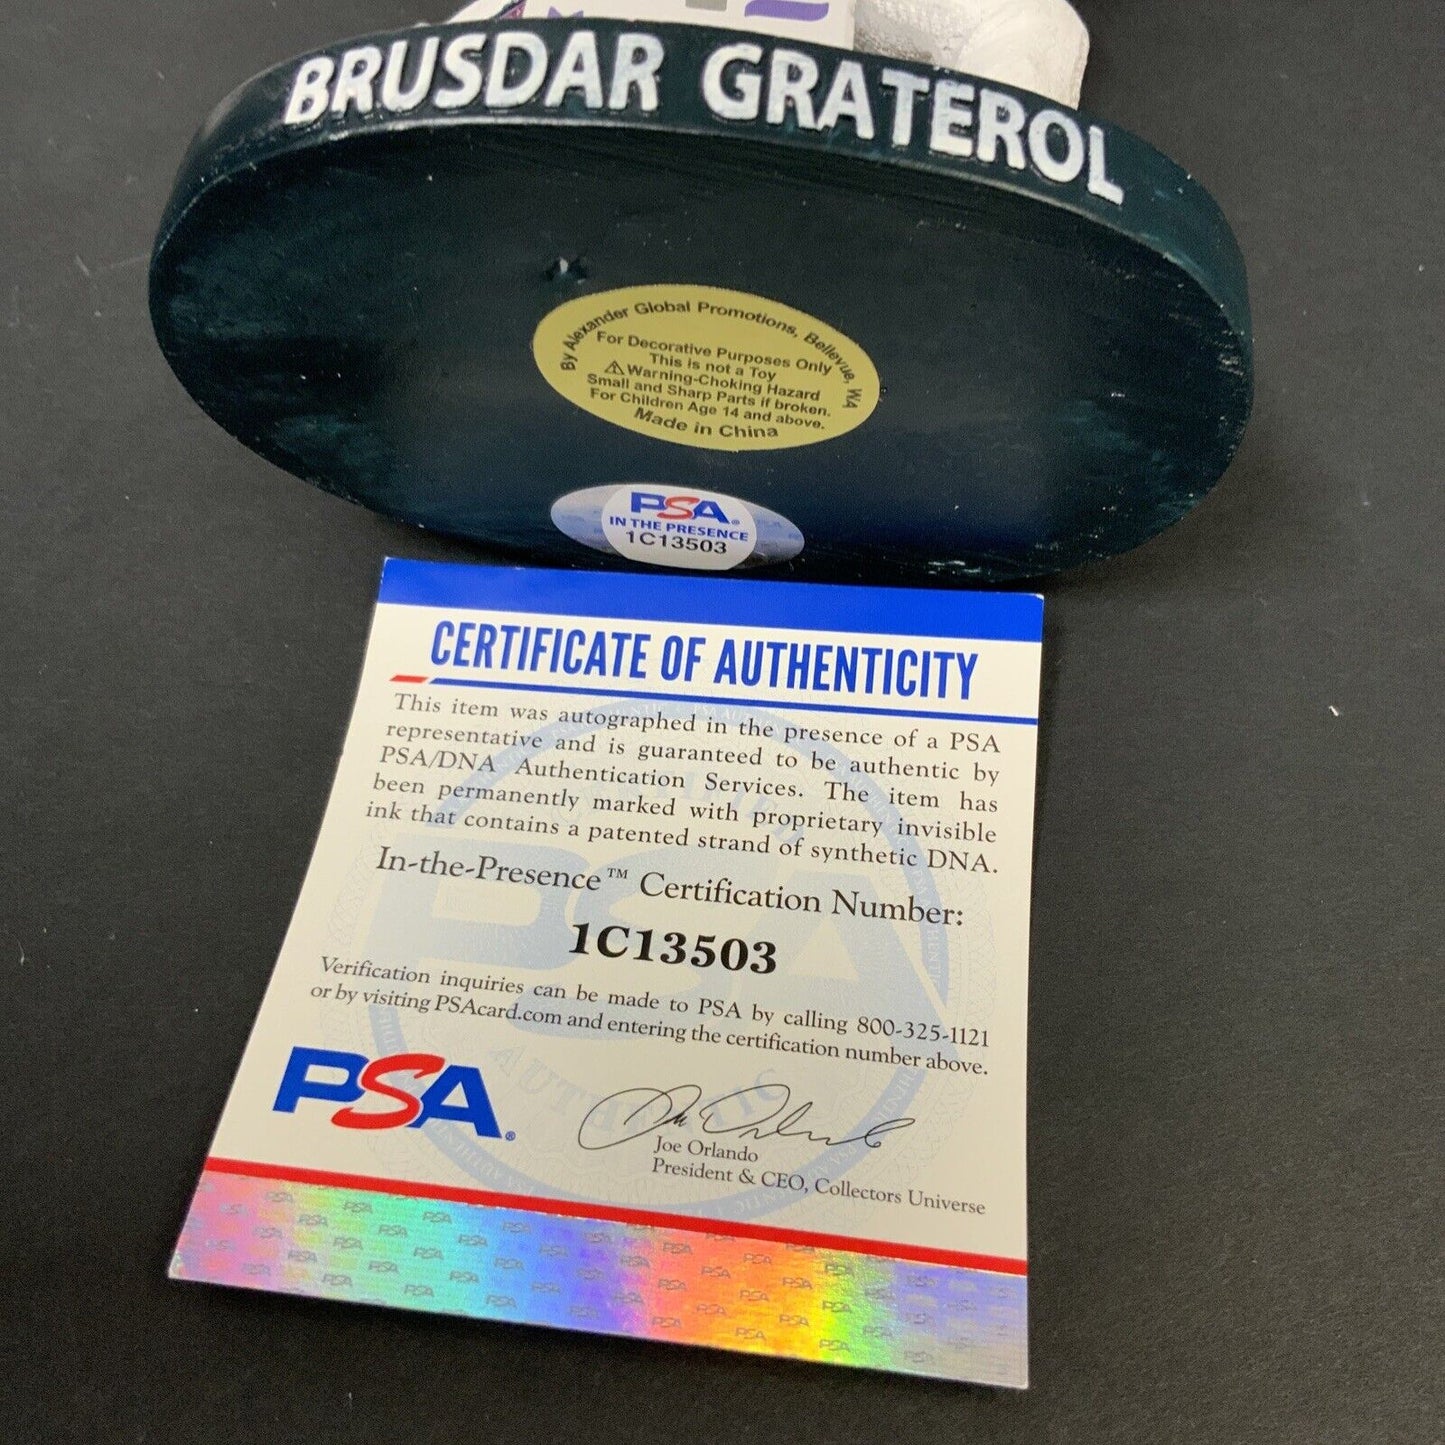 BRUSDAR GRATEROL
By Alexander Global Promotions, Bellevue, WA
For Decorative Purposes Only
This is not a Toy
Warning-Choking Hazard
Small and Sharp Parts if broken.
For Children Age 14 and above.
Made in China
PSA
IN THE PRESENCE
1C13503
CERTIFICATE OF AUTHENTICITY
This item was autographed in the presence of a PSA
representative and is guaranteed to be authentic by
PSA/DNA Authentication Services. The item has
been permanently marked with proprietary invisible
ink that contains a patented strand of synthetic DNA.
In-the-Presence™ Certification Number:
1C13503
Verification inquiries can be made to PSA by calling 800-325-1121
or by visiting PSAcard.com and entering the certification number above.
PSA®
Joe Orlando
President & CEO, Collectors Universe